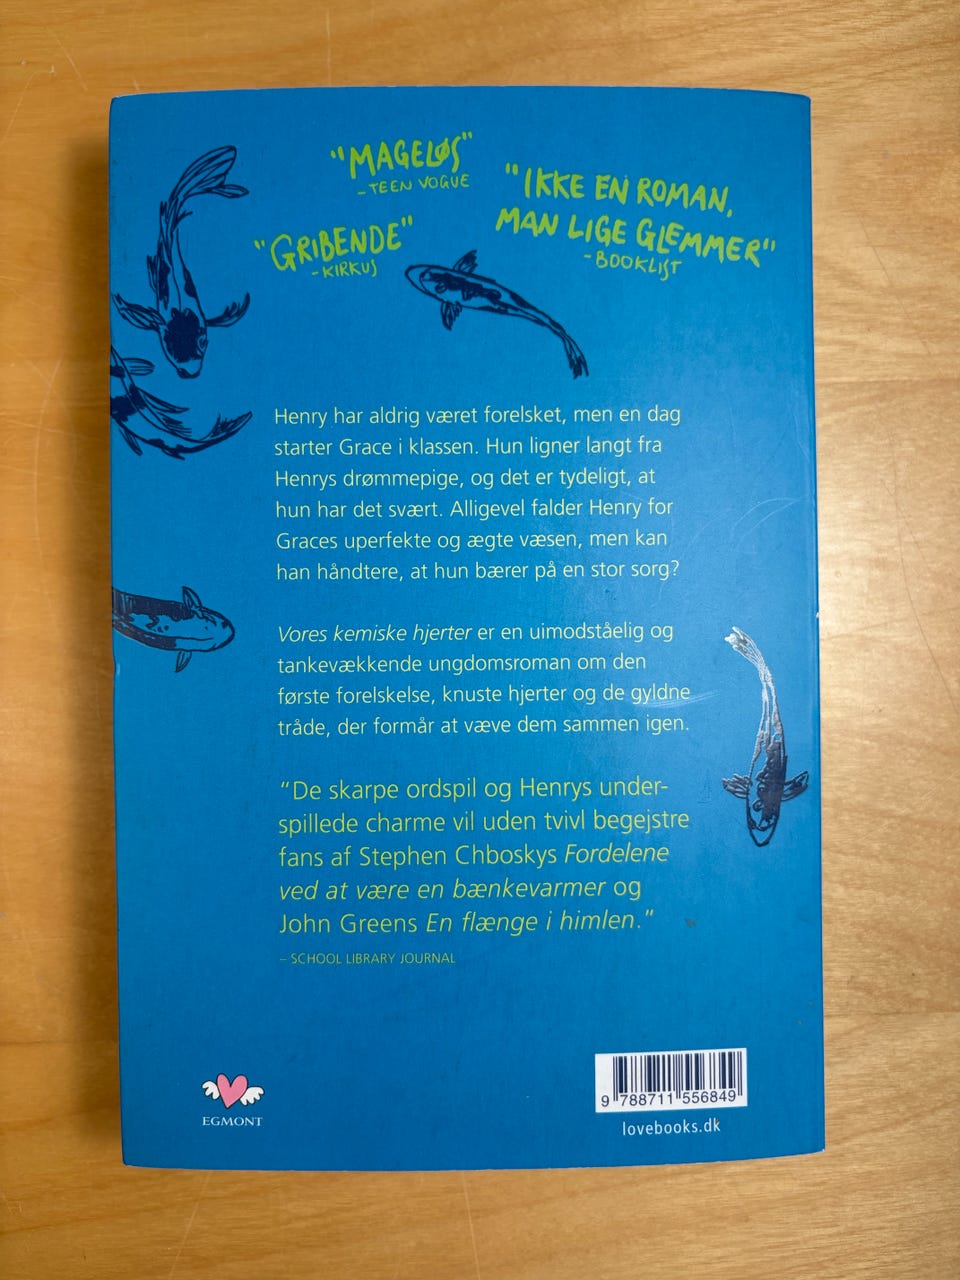 "MAGELØS"
- TEEN VOGUE
"IKKE EN ROMAN,
MAN LIGE GLEMMER"
- BOOKLIST
"GRIBENDE"
- KIRKUS
Henry har aldrig været forelsket, men en dag
starter Grace i klassen. Hun ligner langt fra
Henrys drømmepige, og det er tydeligt, at
hun har det svært. Alligevel falder Henry for
Graces uperfekte og ægte væsen, men kan
han håndtere, at hun bærer på en stor sorg?
Vores kemiske hjerter er en uimodståelig og
tankevækkende ungdomsroman om den
første forelskelse, knuste hjerter og de gyldne
tråde, der formår at væve dem sammen igen.
"De skarpe ordspil og Henrys under-
spillede charme vil uden tvivl begejstre
fans af Stephen Chboskys Fordelene
ved at være en bænkevarmer og
John Greens En flænge i himlen."
– SCHOOL LIBRARY JOURNAL
EGMONT
9 788711 556849
lovebooks.dk